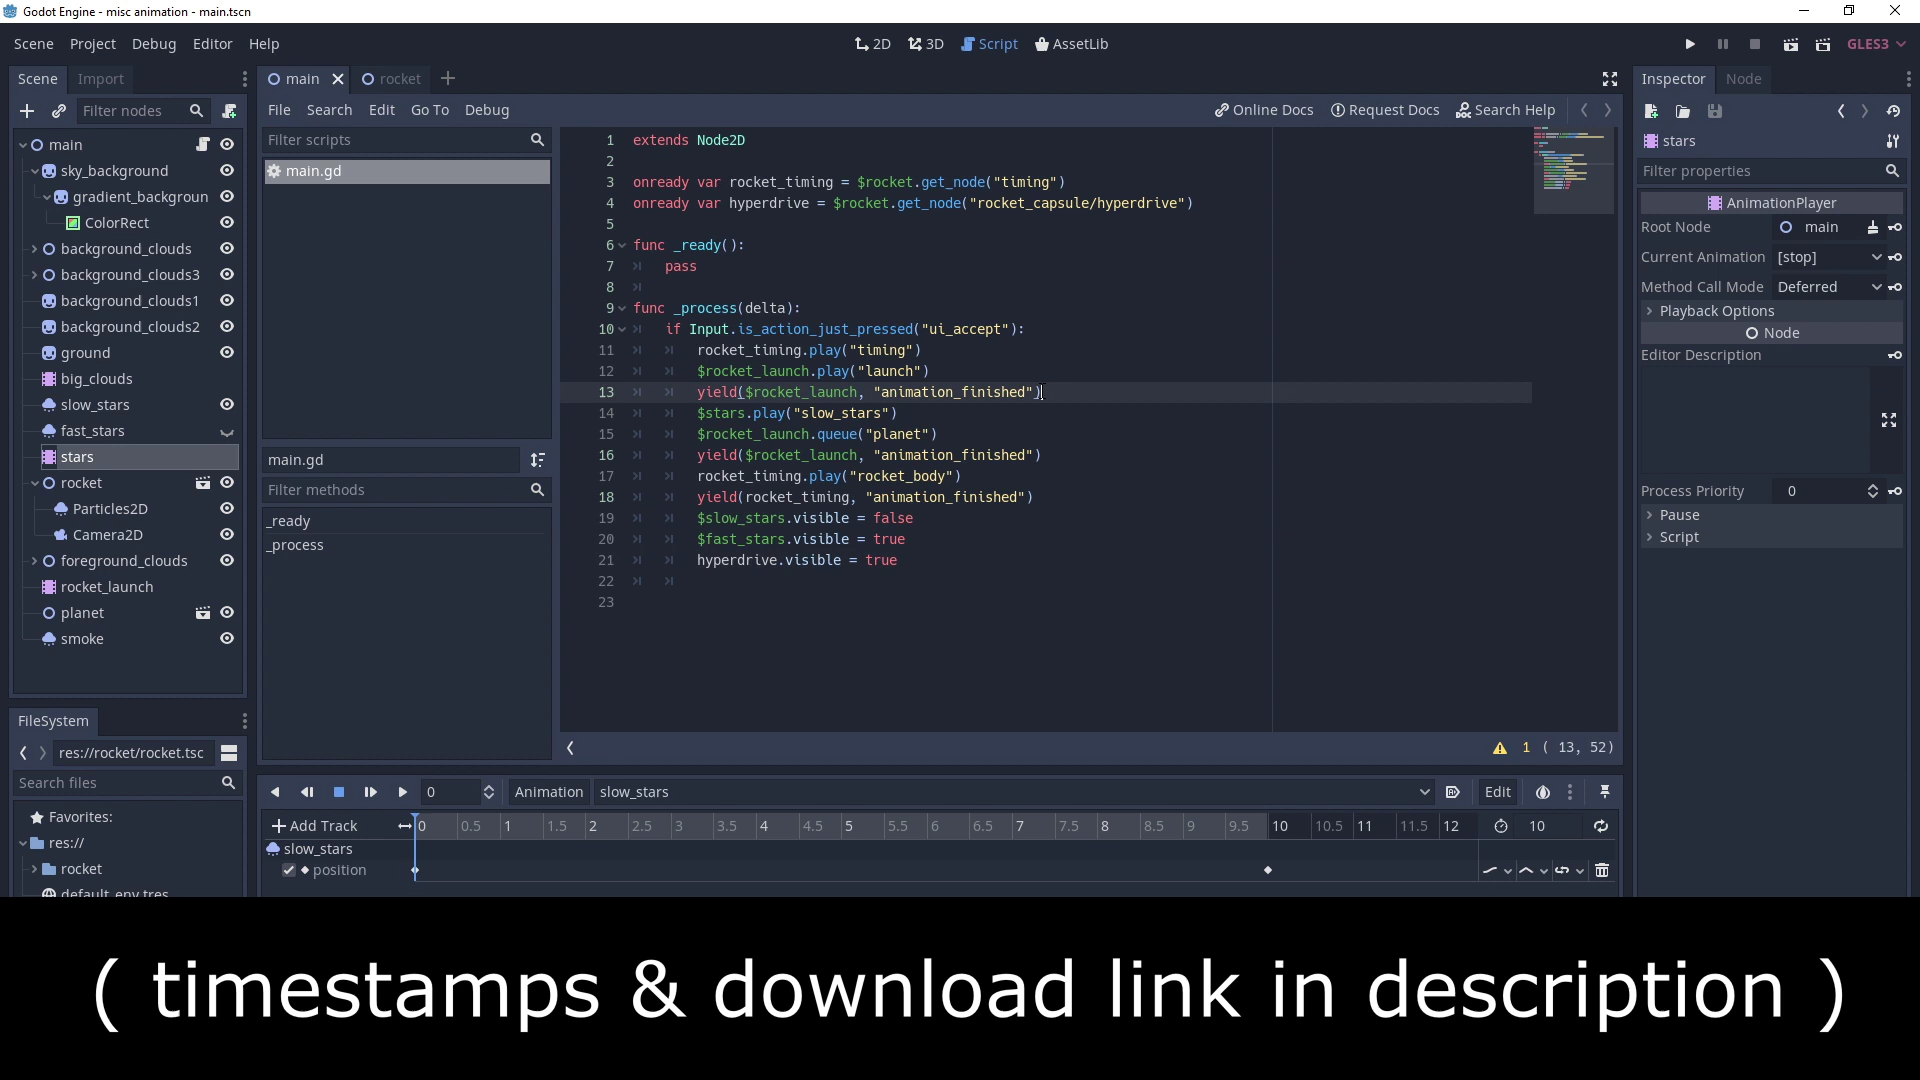 Godot Engine - misc animation - main.tscn
Scene Project Debug Editor Help
2D 3D Script AssetLib
GLES3
Scene Import
Filter nodes
main
sky_background
gradient_backgroun
ColorRect
background_clouds
background_clouds3
background_clouds1
background_clouds2
ground
big_clouds
slow_stars
fast_stars
stars
rocket
Particles2D
Camera2D
foreground_clouds
rocket_launch
planet
smoke
FileSystem
res://rocket/rocket.tsc
Search files
Favorites:
res://
rocket
default_env.tres
main rocket
File Search Edit Go To Debug
Online Docs Request Docs Search Help
Filter scripts
main.gd
main.gd
Filter methods
_ready
_process
1 extends Node2D
2
3 onready var rocket_timing = $rocket.get_node("timing")
4 onready var hyperdrive = $rocket.get_node("rocket_capsule/hyperdrive")
5
6 func _ready():
7 pass
8
9 func _process(delta):
10 if Input.is_action_just_pressed("ui_accept"):
11 rocket_timing.play("timing")
12 $rocket_launch.play("launch")
13 yield($rocket_launch, "animation_finished")
14 $stars.play("slow_stars")
15 $rocket_launch.queue("planet")
16 yield($rocket_launch, "animation_finished")
17 rocket_timing.play("rocket_body")
18 yield(rocket_timing, "animation_finished")
19 $slow_stars.visible = false
20 $fast_stars.visible = true
21 hyperdrive.visible = true
22
23
1 ( 13, 52)
0 Animation slow_stars Edit
Add Track 0 0.5 1 1.5 2 2.5 3 3.5 4 4.5 5 5.5 6 6.5 7 7.5 8 8.5 9 9.5 10 10.5 11 11.5 12 10
slow_stars
position
Inspector Node
stars
Filter properties
AnimationPlayer
Root Node main
Current Animation [stop]
Method Call Mode Deferred
Playback Options
Node
Editor Description
Process Priority 0
Pause
Script
( timestamps & download link in description )